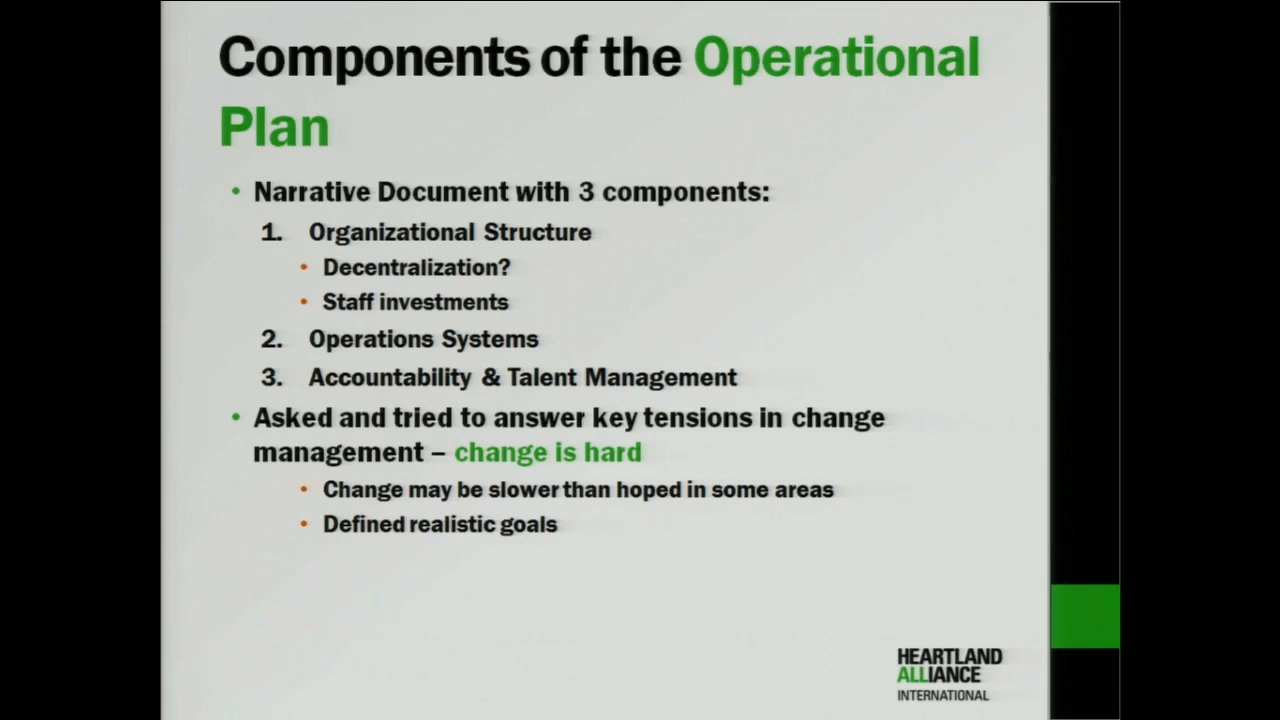 Components of the Operational
Plan
• Narrative Document with 3 components:
1. Organizational Structure
• Decentralization?
• Staff investments
2. Operations Systems
3. Accountability & Talent Management
• Asked and tried to answer key tensions in change
management – change is hard
• Change may be slower than hoped in some areas
• Defined realistic goals
HEARTLAND
ALLIANCE
INTERNATIONAL